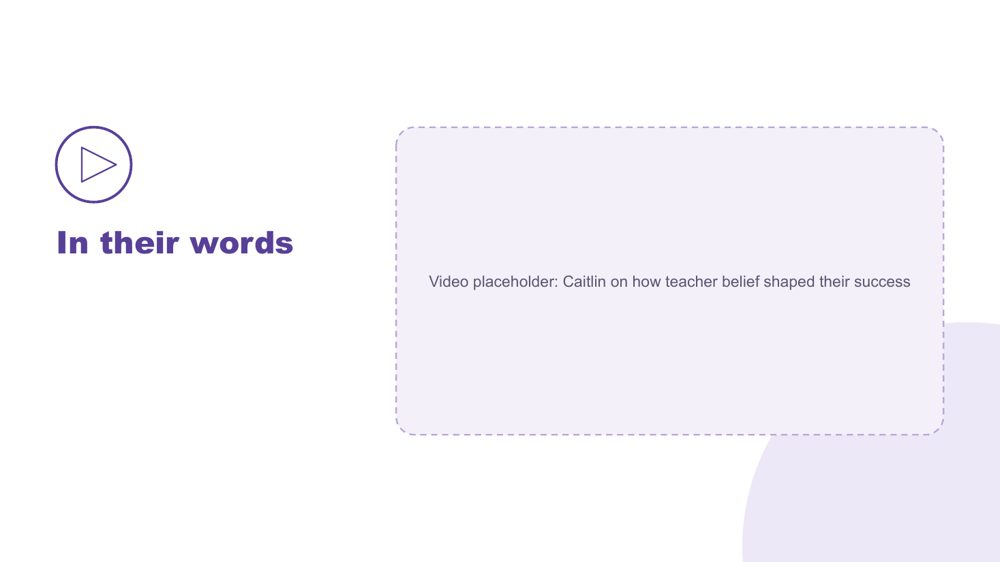 In their words
Video placeholder: Caitlin on how teacher belief shaped their success